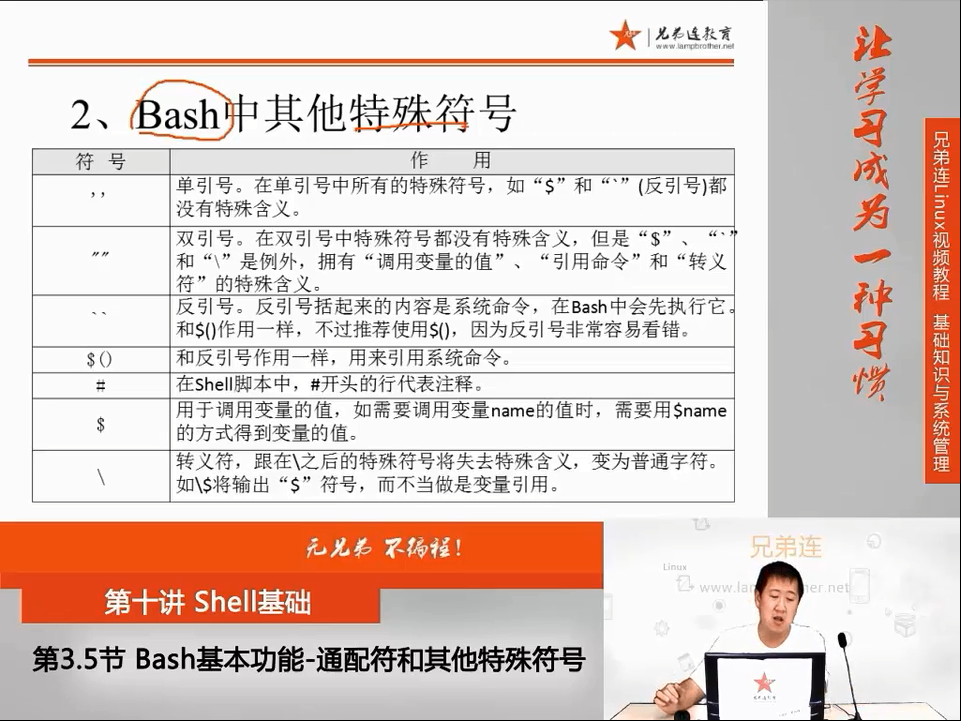 兄弟连教育
www.lampbrother.net
2、Bash中其他特殊符号
符 号
作 用
''
单引号。在单引号中所有的特殊符号，如“$”和“`”(反引号)都
没有特殊含义。
""
双引号。在双引号中特殊符号都没有特殊含义，但是“$”、“`”
和“\”是例外，拥有“调用变量的值”、“引用命令”和“转义
符”的特殊含义。
``
反引号。反引号括起来的内容是系统命令，在Bash中会先执行它。
和$()作用一样，不过推荐使用$()，因为反引号非常容易看错。
$()
和反引号作用一样，用来引用系统命令。
#
在Shell脚本中，#开头的行代表注释。
$
用于调用变量的值，如需要调用变量name的值时，需要用$name
的方式得到变量的值。
\
转义符，跟在\之后的特殊符号将失去特殊含义，变为普通字符。
如\$将输出“$”符号，而不当做是变量引用。
让学习成为一种习惯
兄弟连Linux视频教程 基础知识与系统管理
无兄弟 不编程！
第十讲 Shell基础
第3.5节 Bash基本功能-通配符和其他特殊符号
兄弟连
Linux